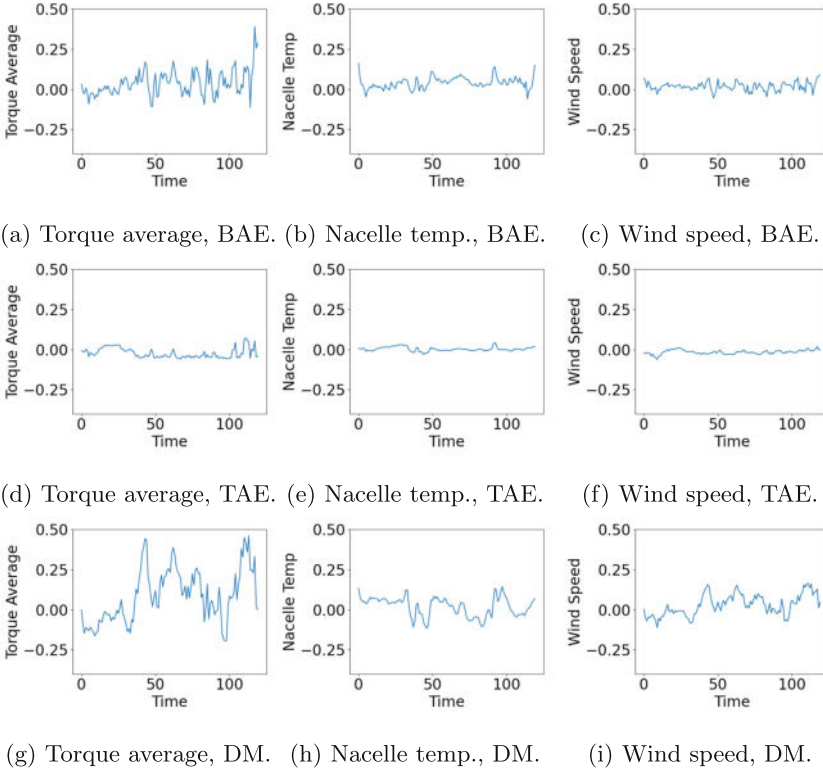 0.50 0.50 0.50
0.25 0.25 0.25
0.00 0.00 0.00
−0.25 −0.25 −0.25
Torque Average Nacelle Temp Wind Speed
0 50 100 0 50 100 0 50 100
Time Time Time
(a) Torque average, BAE. (b) Nacelle temp., BAE. (c) Wind speed, BAE.
0.50 0.50 0.50
0.25 0.25 0.25
0.00 0.00 0.00
−0.25 −0.25 −0.25
Torque Average Nacelle Temp Wind Speed
0 50 100 0 50 100 0 50 100
Time Time Time
(d) Torque average, TAE. (e) Nacelle temp., TAE. (f) Wind speed, TAE.
0.50 0.50 0.50
0.25 0.25 0.25
0.00 0.00 0.00
−0.25 −0.25 −0.25
Torque Average Nacelle Temp Wind Speed
0 50 100 0 50 100 0 50 100
Time Time Time
(g) Torque average, DM. (h) Nacelle temp., DM. (i) Wind speed, DM.